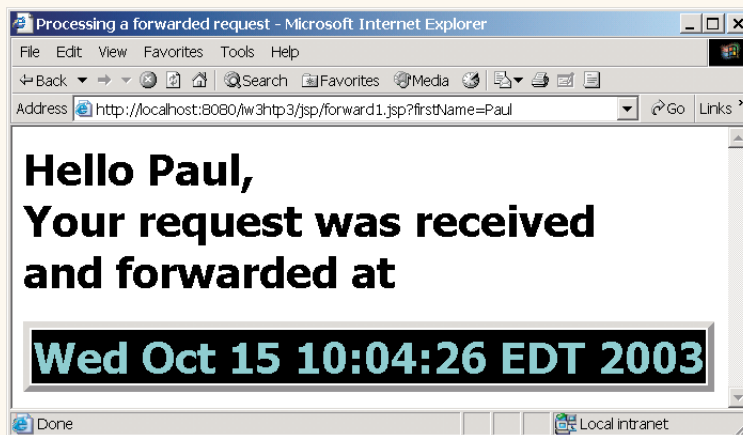 Processing a forwarded request - Microsoft Internet Explorer
File Edit View Favorites Tools Help
Back Search Favorites Media
Address http://localhost:8080/iw3htp3/jsp/forward1.jsp?firstName=Paul Go Links »
Hello Paul,
Your request was received
and forwarded at
Wed Oct 15 10:04:26 EDT 2003
Done Local intranet